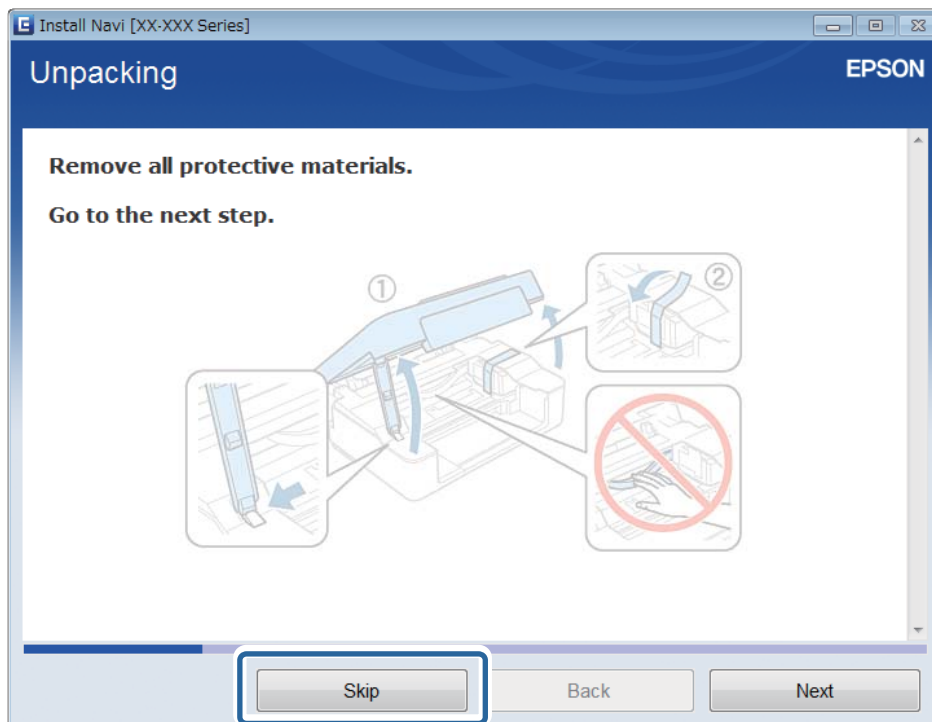 Install Navi [XX-XXX Series]
Unpacking
EPSON
Remove all protective materials.
Go to the next step.
①
②
Skip
Back
Next